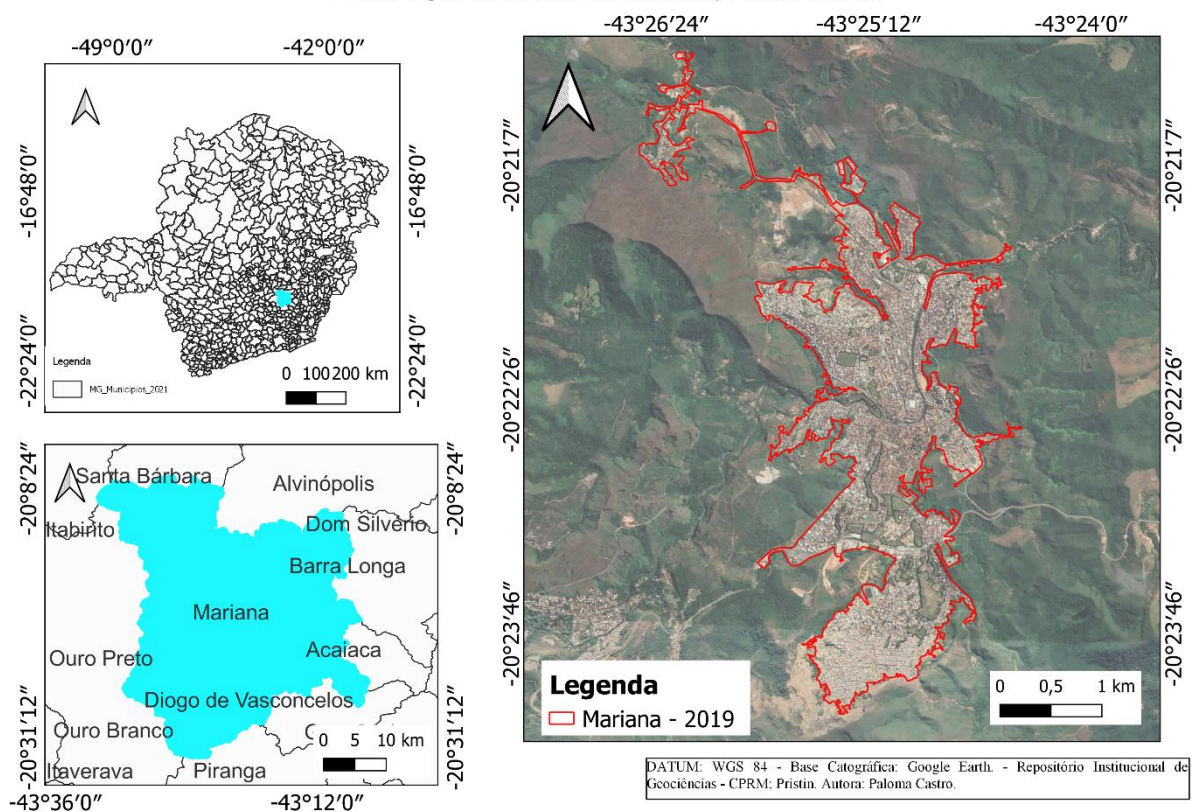 -49°0′0″
-42°0′0″
-16°48′0″
-16°48′0″
-22°24′0″
-22°24′0″
Legenda
MG_Municipios_2021
0 100 200 km
-20°8′24″
-20°8′24″
Santa Bárbara
Alvinópolis
Itabirito
Dom Silvério
Barra Longa
Mariana
Ouro Preto
Acaiaca
Diogo de Vasconcelos
Ouro Branco
0 5 10 km
Itaverava
Piranga
-20°31′12″
-20°31′12″
-43°36′0″
-43°12′0″
-43°26′24″
-43°25′12″
-43°24′0″
-20°21′7″
-20°21′7″
-20°22′26″
-20°22′26″
-20°23′46″
-20°23′46″
Legenda
Mariana - 2019
0 0,5 1 km
DATUM: WGS 84 - Base Catográfica: Google Earth. - Repositório Institucional de
Geociências - CPRM; Pristin. Autora: Paloma Castro.